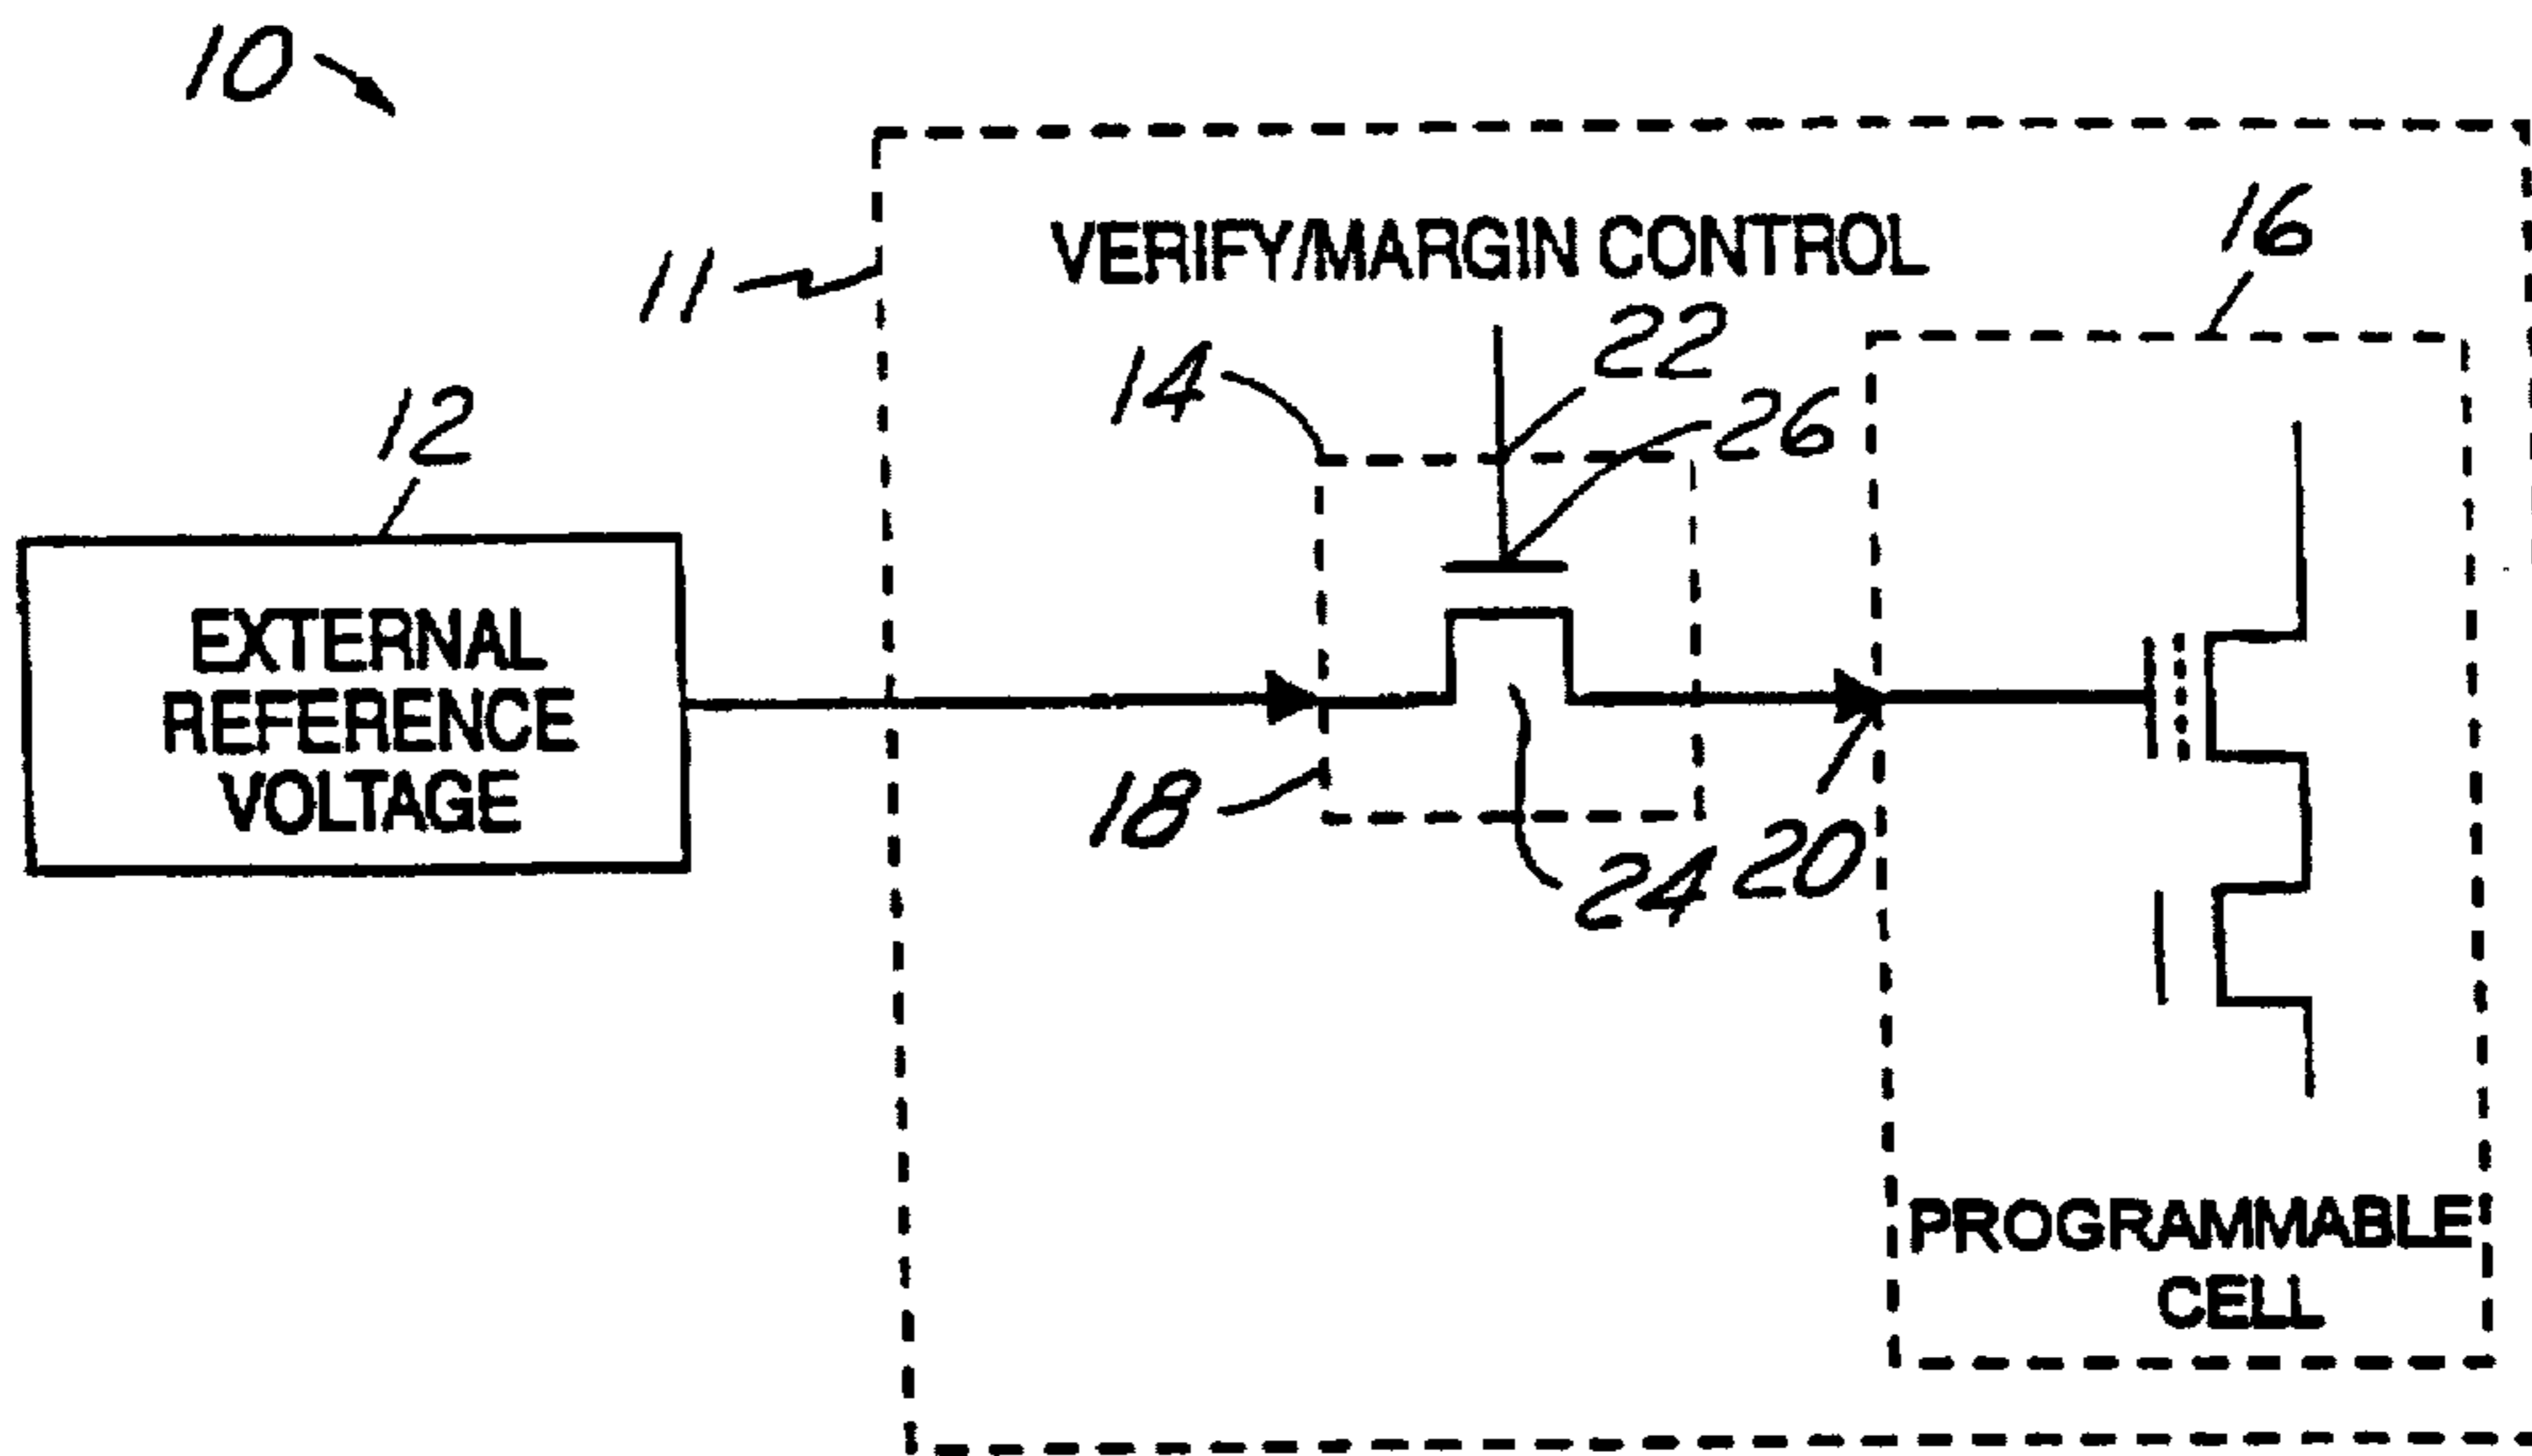 10
11
VERIFY/MARGIN CONTROL
16
14
22
26
12
EXTERNAL
REFERENCE
VOLTAGE
18
24
20
PROGRAMMABLE
CELL